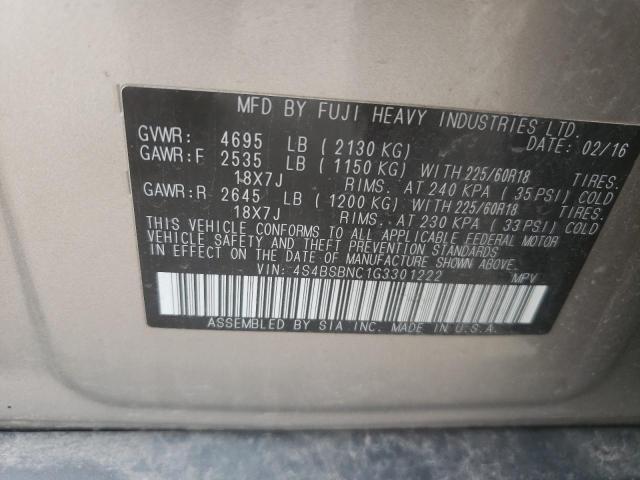 MFD BY FUJI HEAVY INDUSTRIES LTD.
DATE: 02/16
GVWR: 4695 LB ( 2130 KG)
GAWR:F 2535 LB ( 1150 KG) WITH 225/60R18 TIRES.
18X7J RIMS. AT 240 KPA ( 35 PSI) COLD
GAWR:R 2645 LB ( 1200 KG) WITH 225/60R18 TIRES.
18X7J RIMS. AT 230 KPA ( 33 PSI) COLD
THIS VEHICLE CONFORMS TO ALL APPLICABLE FEDERAL MOTOR
VEHICLE SAFETY AND THEFT PREVENTION STANDARDS
IN EFFECT ON THE DATE OF MANUFACTURE SHOWN ABOVE.
VIN: 4S4BSBNC1G3301222 MPV
ASSEMBLED BY SIA INC. MADE IN U.S.A.